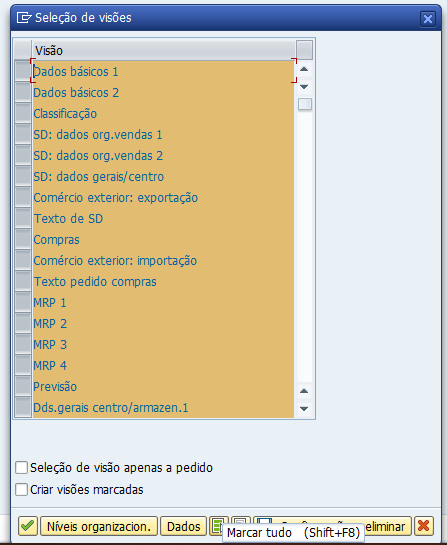 Seleção de visões
Visão
Dados básicos 1
Dados básicos 2
Classificação
SD: dados org.vendas 1
SD: dados org.vendas 2
SD: dados gerais/centro
Comércio exterior: exportação
Texto de SD
Compras
Comércio exterior: importação
Texto pedido compras
MRP 1
MRP 2
MRP 3
MRP 4
Previsão
Dds.gerais centro/armazen.1
Seleção de visão apenas a pedido
Criar visões marcadas
Níveis organizacion. Dados eliminar
Marcar tudo (Shift+F8)